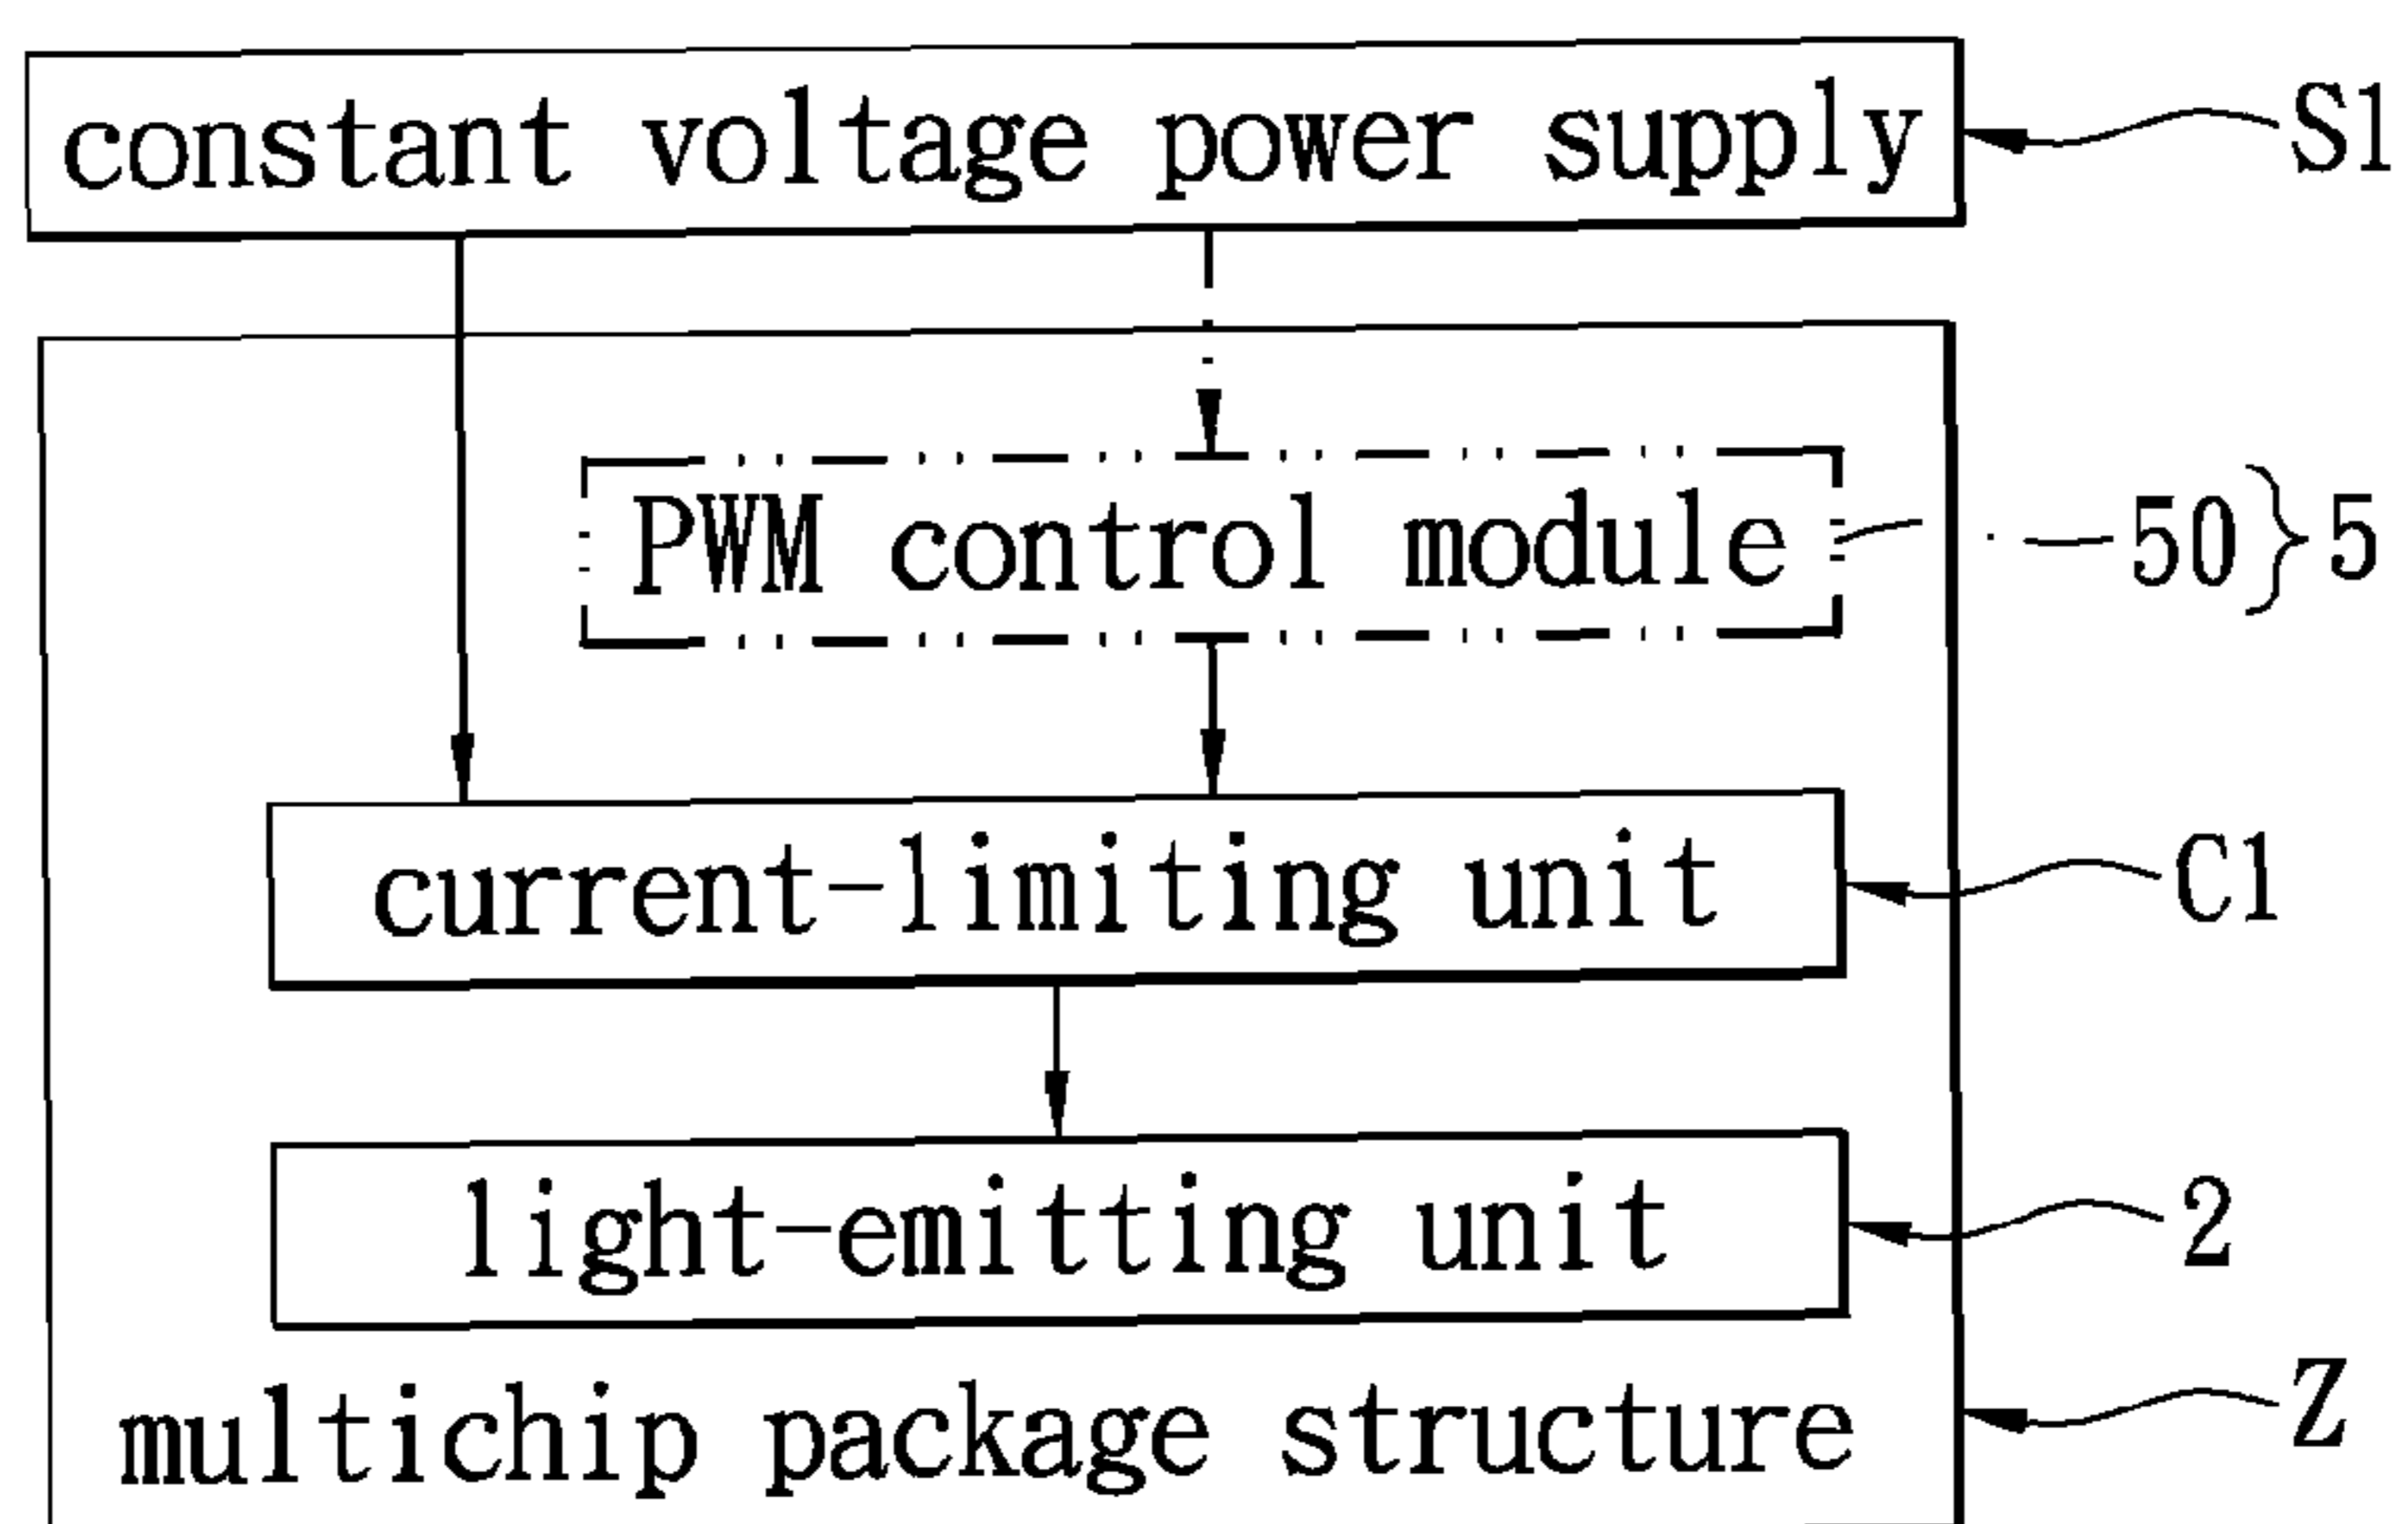 constant voltage power supply S1
PWM control module 50}5
current-limiting unit C1
light-emitting unit 2
multichip package structure Z